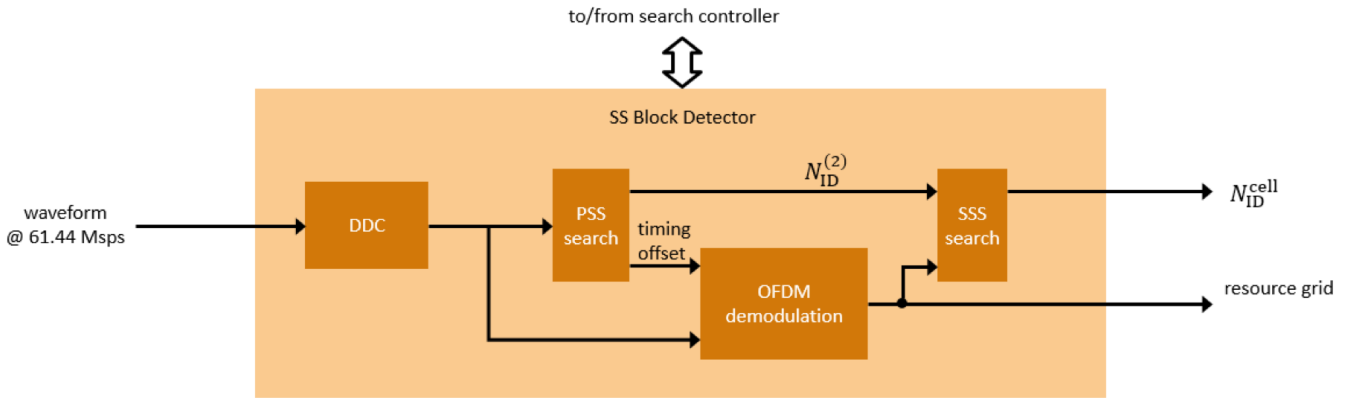 to/from search controller
SS Block Detector
waveform
@ 61.44 Msps
DDC
PSS
search
N_ID^(2)
timing
offset
OFDM
demodulation
SSS
search
N_ID^cell
resource grid